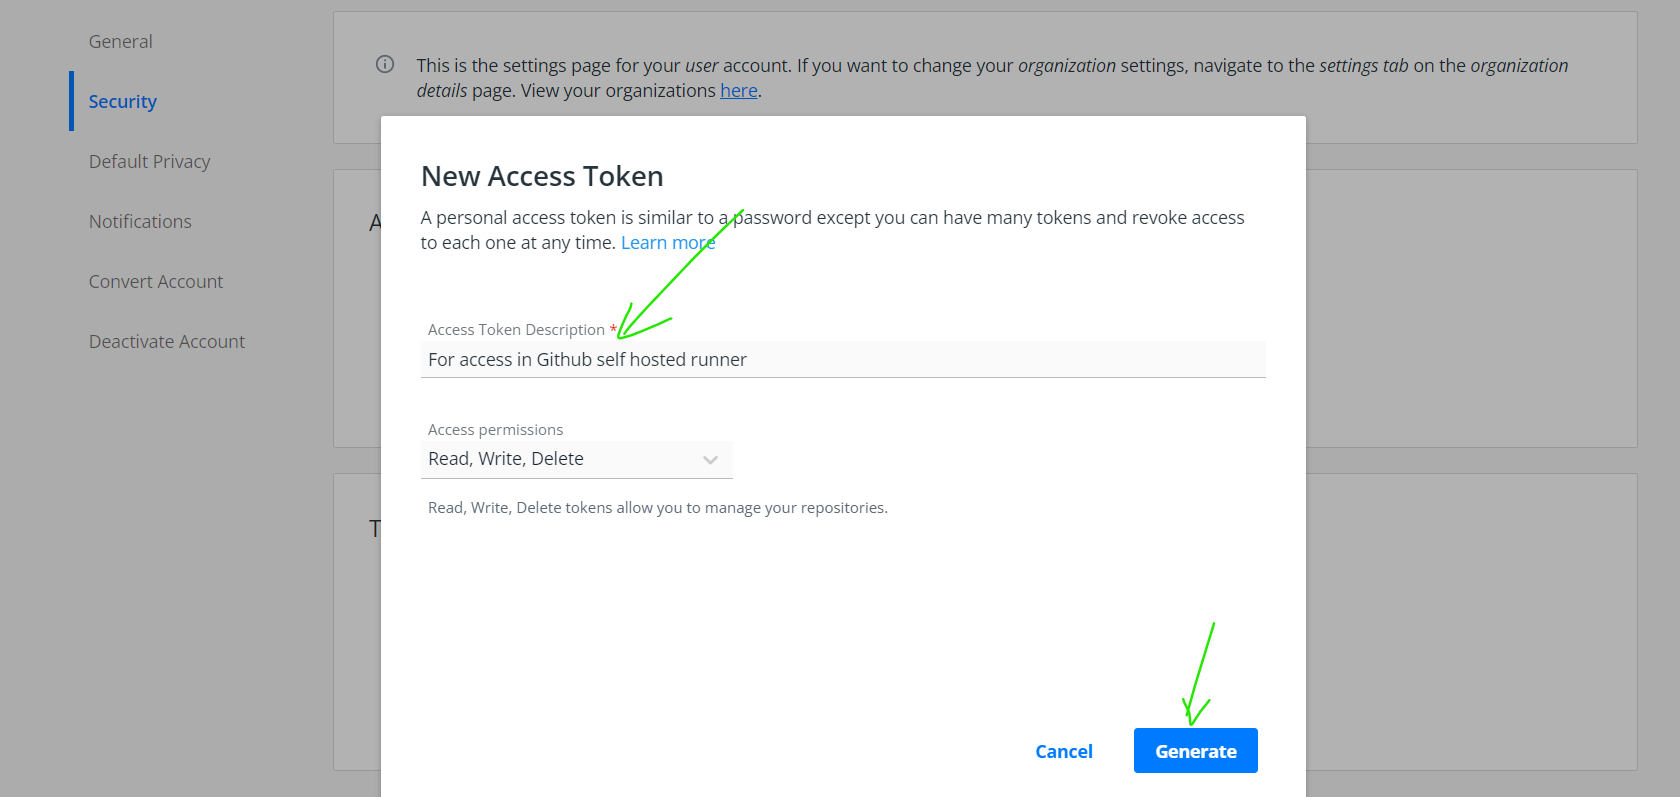 General
Security
Default Privacy
Notifications
Convert Account
Deactivate Account
This is the settings page for your user account. If you want to change your organization settings, navigate to the settings tab on the organization
details page. View your organizations here.
A
T
New Access Token
A personal access token is similar to a password except you can have many tokens and revoke access
to each one at any time. Learn more
Access Token Description *
For access in Github self hosted runner
Access permissions
Read, Write, Delete
Read, Write, Delete tokens allow you to manage your repositories.
Cancel
Generate